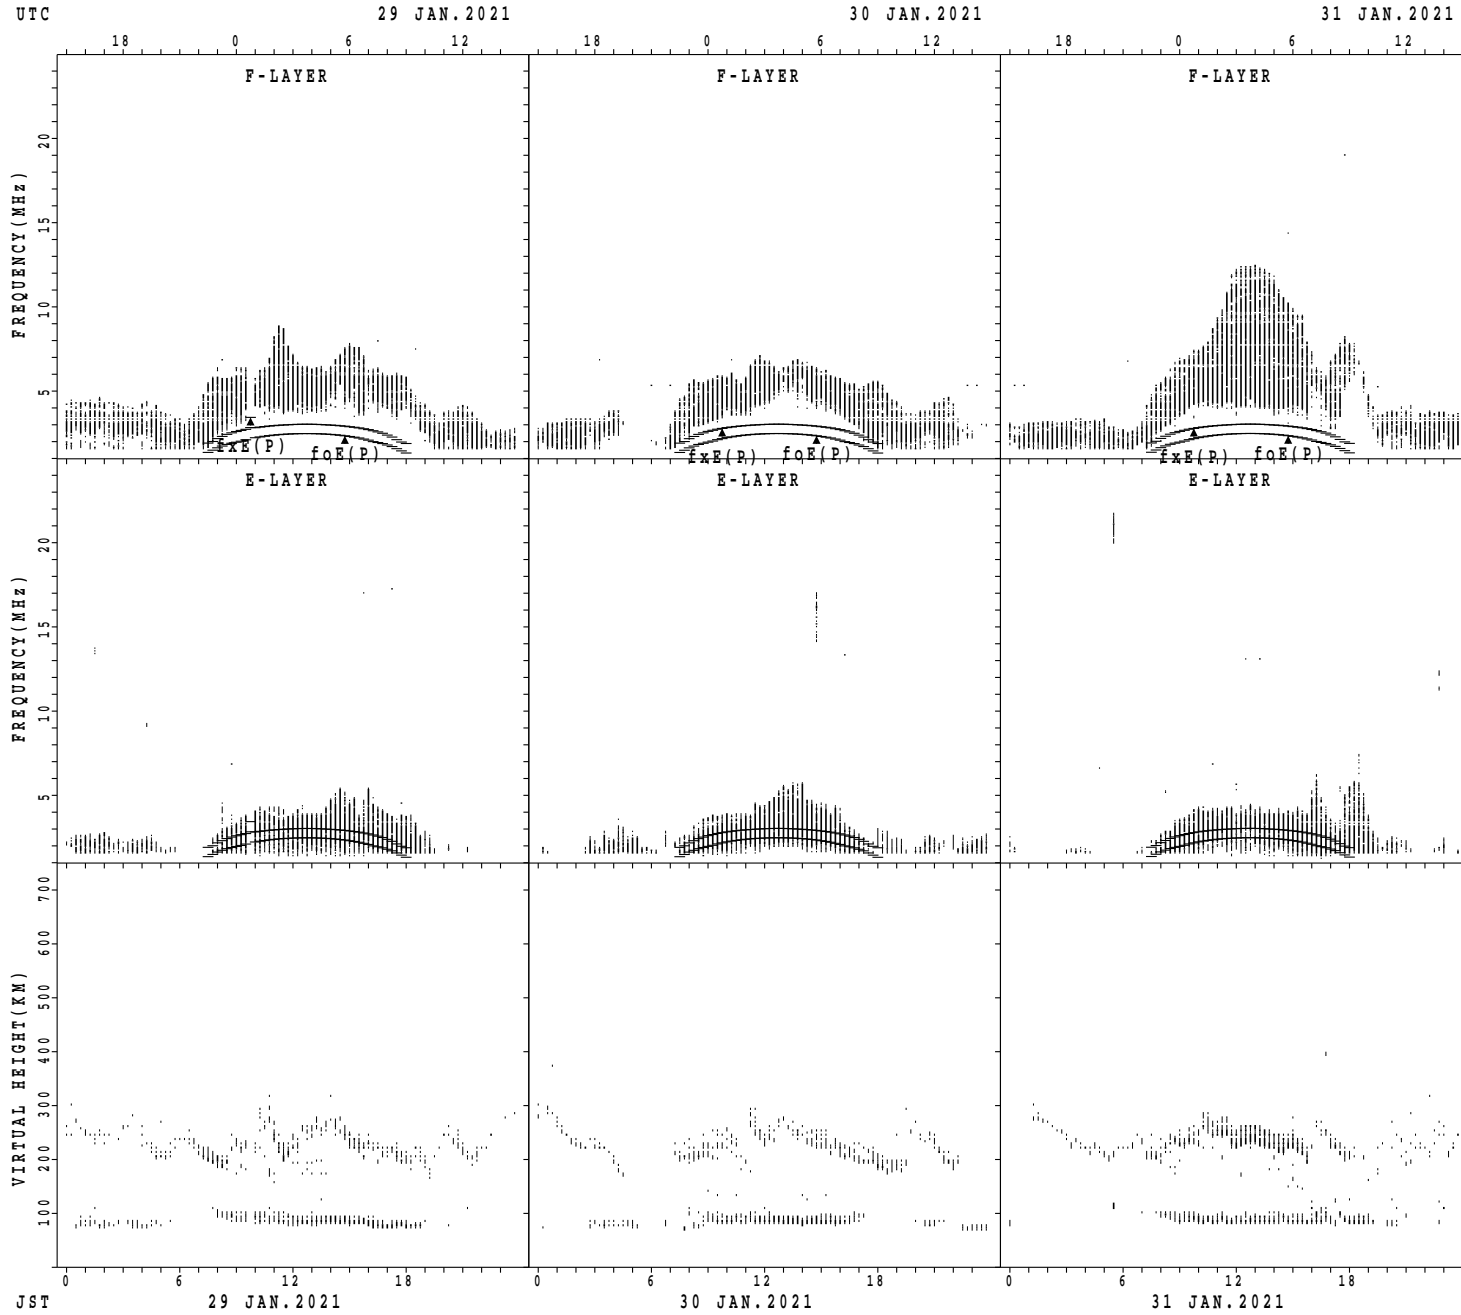 UTC 29 JAN.2021 30 JAN.2021 31 JAN.2021
18 0 6 12 18 0 6 12 18 0 6 12
F-LAYER F-LAYER F-LAYER
FREQUENCY(MHz)
20
15
10
5
fxE(P) foE(P) fxE(P) foE(P) fxE(P) foE(P)
E-LAYER E-LAYER E-LAYER
FREQUENCY(MHz)
20
15
10
5
VIRTUAL HEIGHT(KM)
700
600
500
400
300
200
100
0 6 12 18 0 6 12 18 0 6 12 18
JST 29 JAN.2021 30 JAN.2021 31 JAN.2021